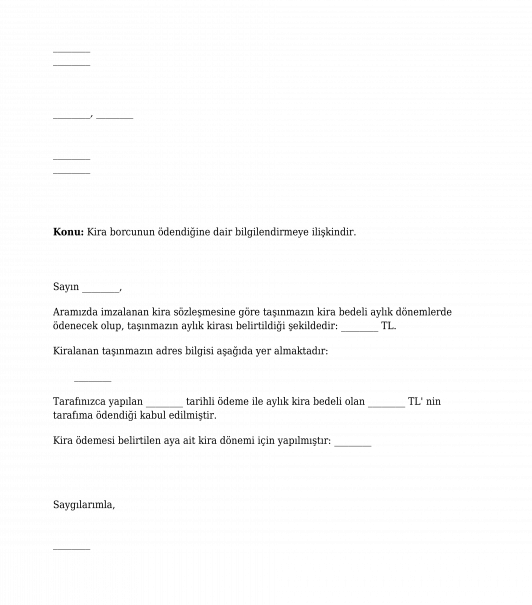 ________
________
________, ________
________
________
Konu: Kira borcunun ödendiğine dair bilgilendirmeye ilişkindir.
Sayın ________,
Aramızda imzalanan kira sözleşmesine göre taşınmazın kira bedeli aylık dönemlerde
ödenecek olup, taşınmazın aylık kirası belirtildiği şekildedir: ________ TL.
Kiralanan taşınmazın adres bilgisi aşağıda yer almaktadır:
________
Tarafınızca yapılan ________ tarihli ödeme ile aylık kira bedeli olan ________ TL' nin
tarafıma ödendiği kabul edilmiştir.
Kira ödemesi belirtilen aya ait kira dönemi için yapılmıştır: ________
Saygılarımla,
________